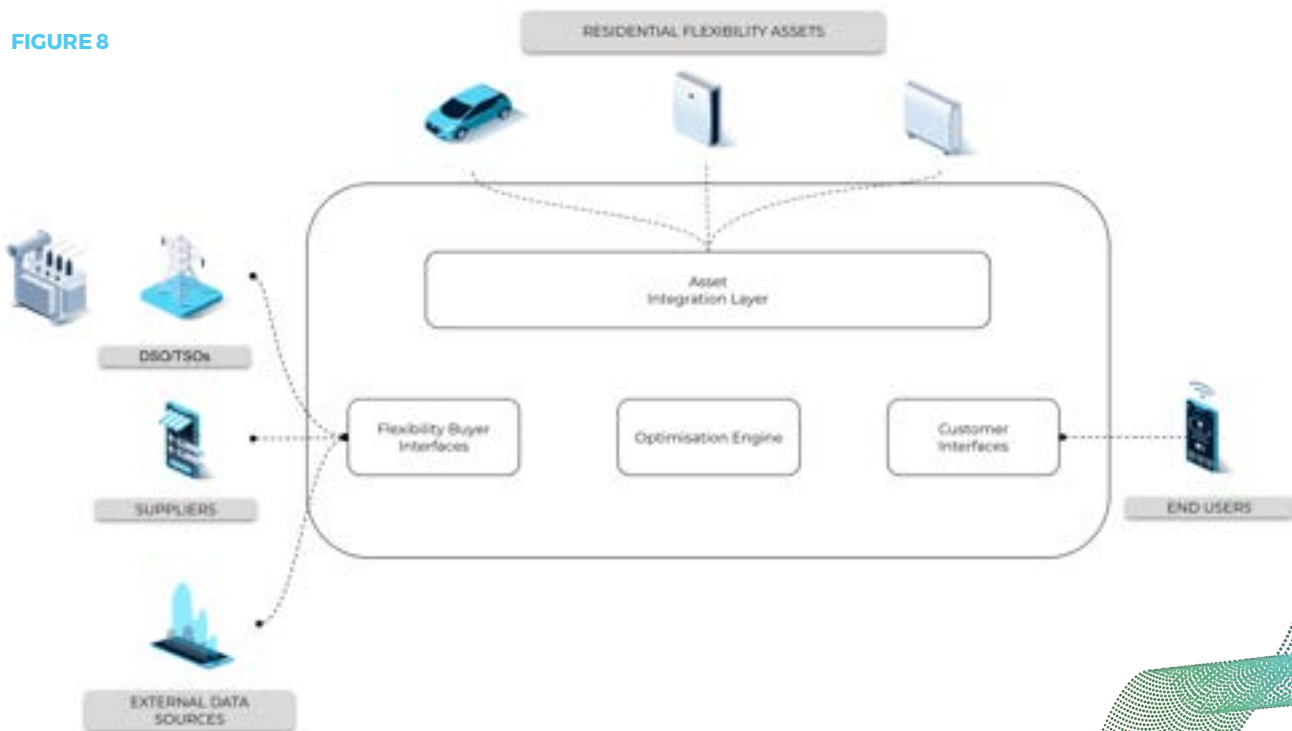 FIGURE 8
RESIDENTIAL FLEXIBILITY ASSETS
Asset
Integration Layer
DSO/TSOs
Flexibility Buyer
Interfaces
Optimisation Engine
Customer
Interfaces
SUPPLIERS
END USERS
EXTERNAL DATA
SOURCES